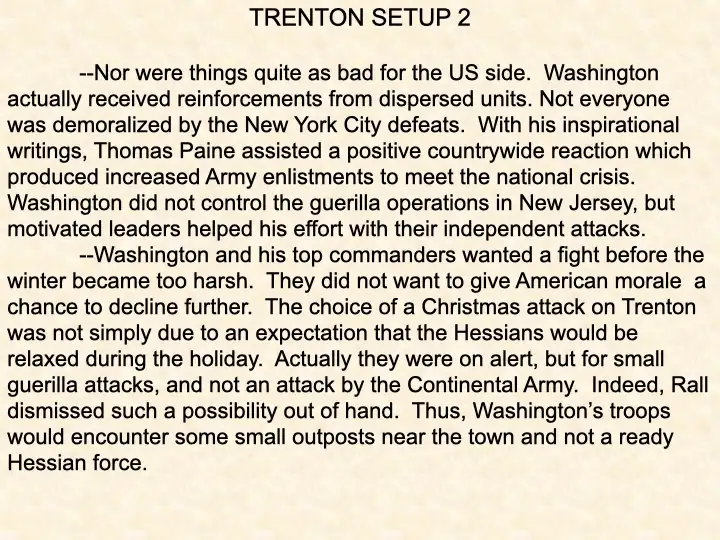 TRENTON SETUP 2
--Nor were things quite as bad for the US side.  Washington
actually received reinforcements from dispersed units. Not everyone
was demoralized by the New York City defeats.  With his inspirational
writings, Thomas Paine assisted a positive countrywide reaction which
produced increased Army enlistments to meet the national crisis.
Washington did not control the guerilla operations in New Jersey, but
motivated leaders helped his effort with their independent attacks.
--Washington and his top commanders wanted a fight before the
winter became too harsh.  They did not want to give American morale  a
chance to decline further.  The choice of a Christmas attack on Trenton
was not simply due to an expectation that the Hessians would be
relaxed during the holiday.  Actually they were on alert, but for small
guerilla attacks, and not an attack by the Continental Army.  Indeed, Rall
dismissed such a possibility out of hand.  Thus, Washington’s troops
would encounter some small outposts near the town and not a ready
Hessian force.